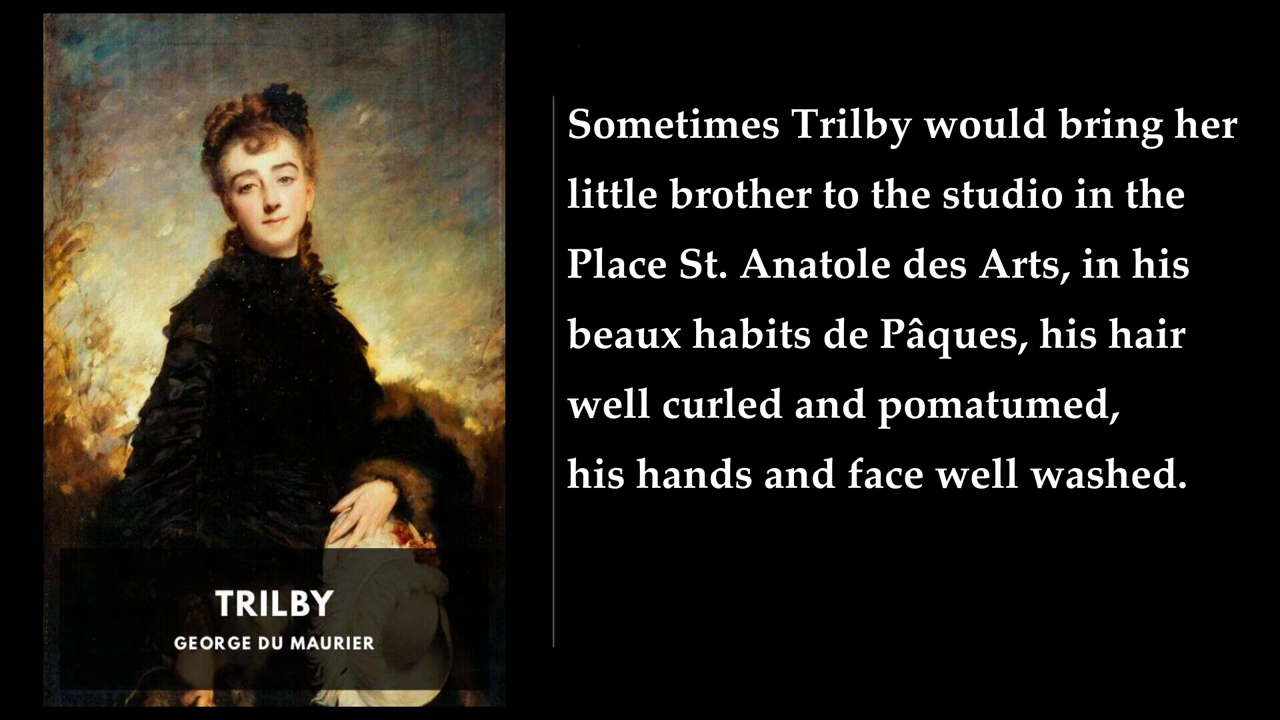 TRILBY
GEORGE DU MAURIER
Sometimes Trilby would bring her
little brother to the studio in the
Place St. Anatole des Arts, in his
beaux habits de Pâques, his hair
well curled and pomatumed,
his hands and face well washed.